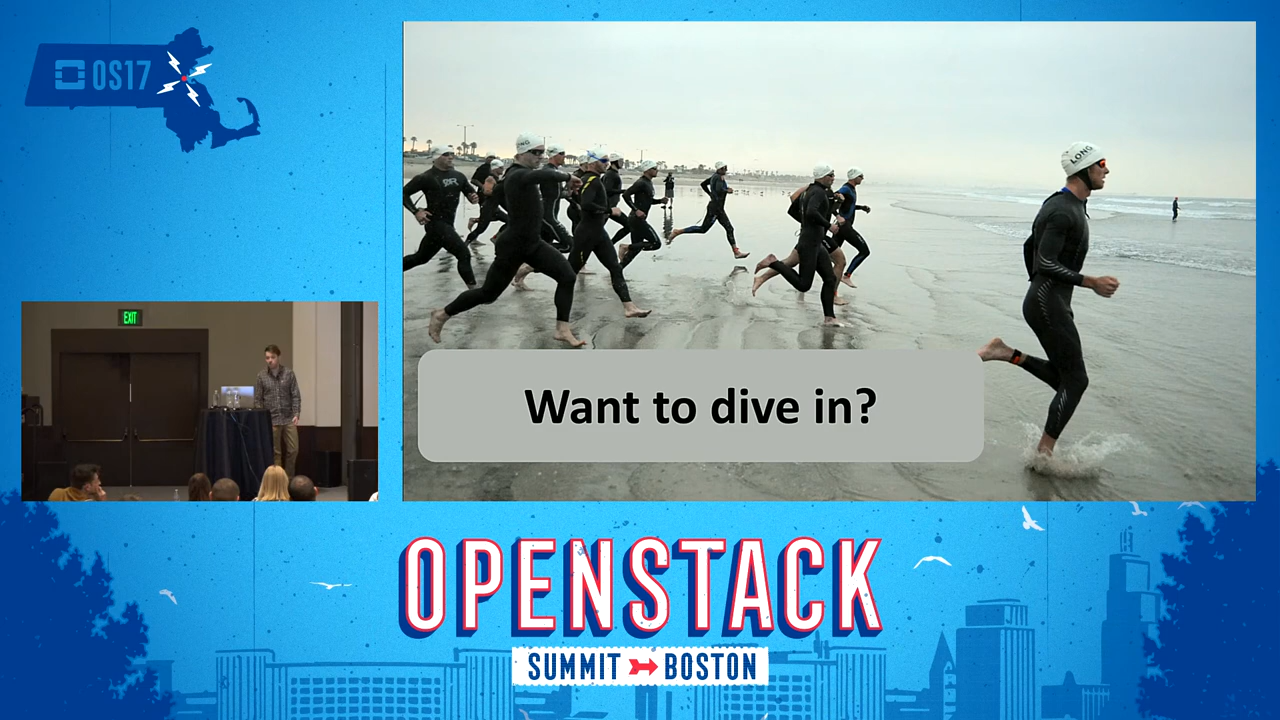 OS17
EXIT
LONG
Want to dive in?
OPENSTACK
SUMMIT BOSTON